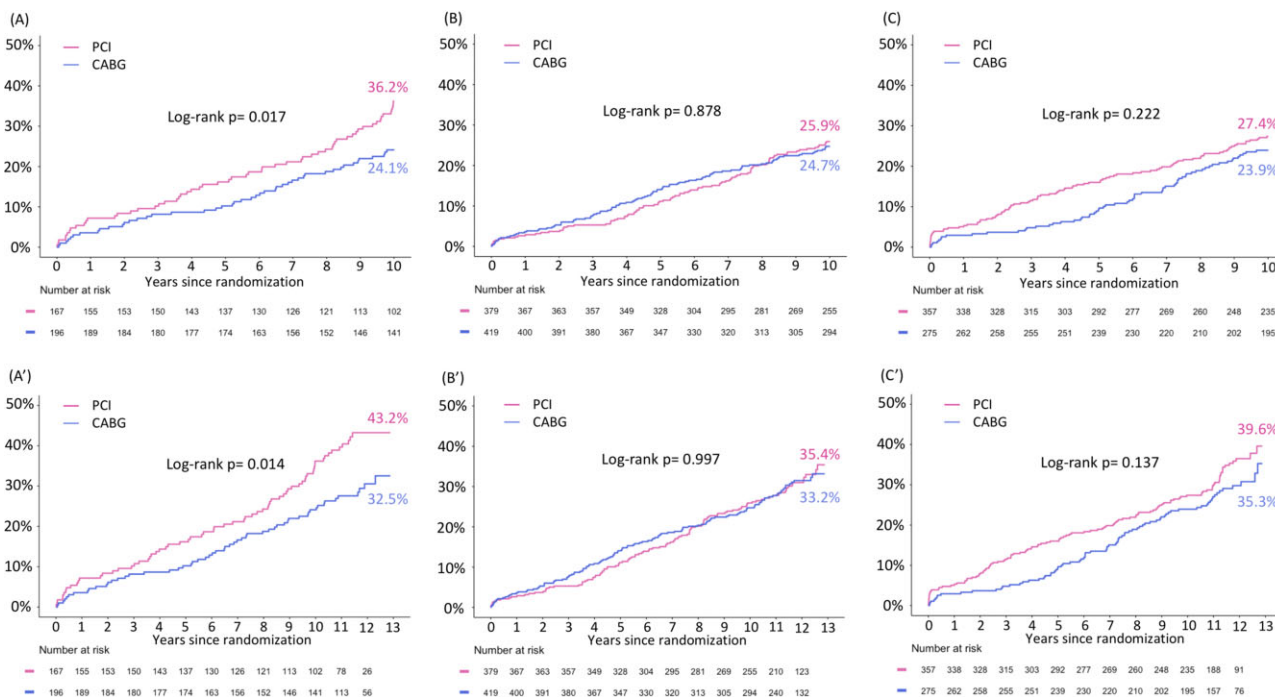 (A)
50%
PCI
CABG
40%
36.2%
Log-rank p= 0.017
30%
20%
24.1%
10%
0%
0 1 2 3 4 5 6 7 8 9 10
Years since randomization
Number at risk
167 155 153 150 143 137 130 126 121 113 102
196 189 184 180 177 174 163 156 152 146 141
(B)
50%
PCI
CABG
40%
Log-rank p= 0.878
30%
25.9%
20%
24.7%
10%
0%
0 1 2 3 4 5 6 7 8 9 10
Years since randomization
Number at risk
379 367 363 357 349 328 304 295 281 269 255
419 400 391 380 367 347 330 320 313 305 294
(C)
50%
PCI
CABG
40%
Log-rank p= 0.222
30%
27.4%
20%
23.9%
10%
0%
0 1 2 3 4 5 6 7 8 9 10
Years since randomization
Number at risk
357 338 328 315 303 292 277 269 260 248 235
275 262 258 255 251 239 230 220 210 202 195
(A')
50%
PCI
CABG
43.2%
40%
Log-rank p= 0.014
30%
32.5%
20%
10%
0%
0 1 2 3 4 5 6 7 8 9 10 11 12 13
Years since randomization
Number at risk
167 155 153 150 143 137 130 126 121 113 102 78 26
196 189 184 180 177 174 163 156 152 146 141 113 56
(B')
50%
PCI
CABG
40%
Log-rank p= 0.997
35.4%
30%
33.2%
20%
10%
0%
0 1 2 3 4 5 6 7 8 9 10 11 12 13
Years since randomization
Number at risk
379 367 363 357 349 328 304 295 281 269 255 210 123
419 400 391 380 367 347 330 320 313 305 294 240 132
(C')
50%
PCI
CABG
40%
39.6%
Log-rank p= 0.137
30%
35.3%
20%
10%
0%
0 1 2 3 4 5 6 7 8 9 10 11 12 13
Years since randomization
Number at risk
357 338 328 315 303 292 277 269 260 248 235 188 91
275 262 258 255 251 239 230 220 210 202 195 158 76